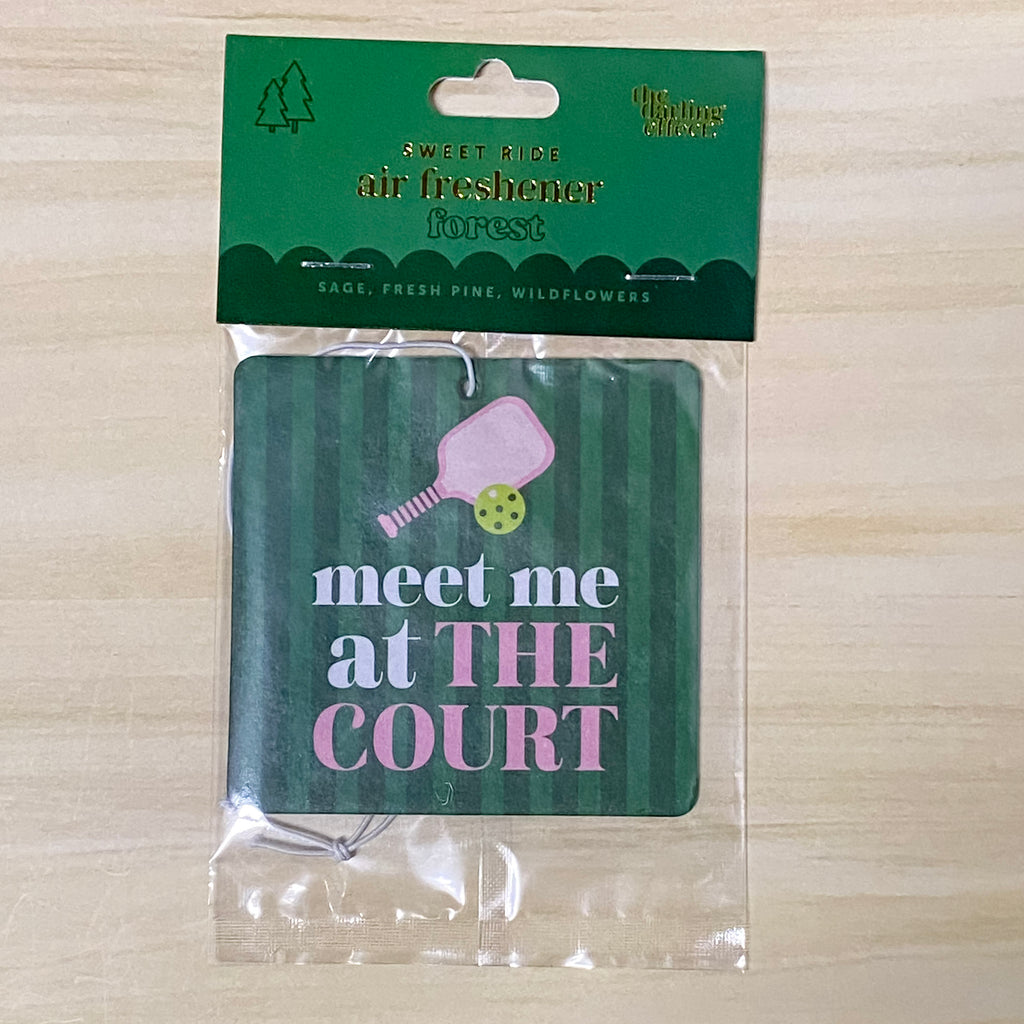 the
darling
effect.
SWEET RIDE
air freshener
forest
SAGE, FRESH PINE, WILDFLOWERS
meet me
at THE
COURT